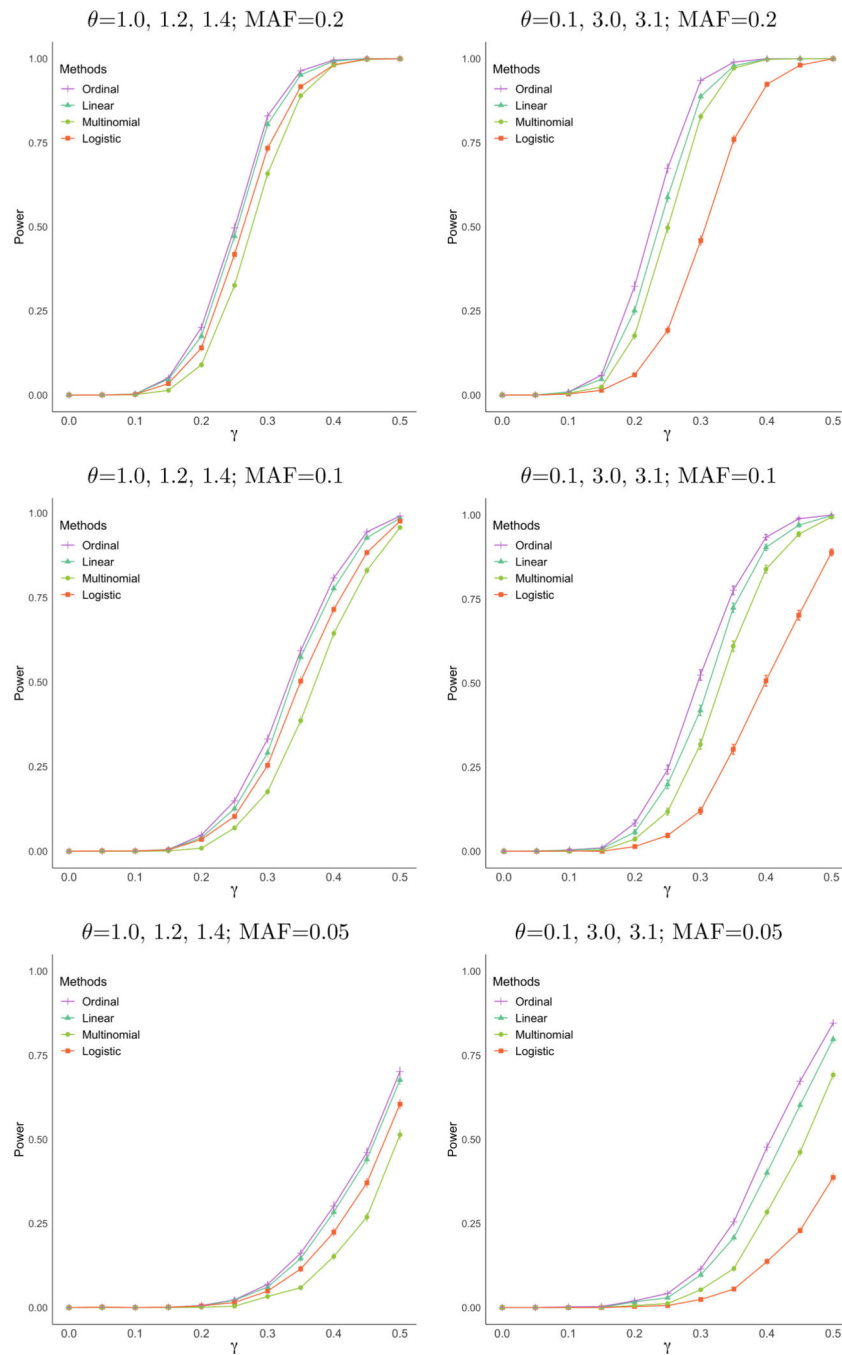 θ=1.0, 1.2, 1.4; MAF=0.2
Methods
Ordinal
Linear
Multinomial
Logistic
Power
1.00
0.75
0.50
0.25
0.00
0.0 0.1 0.2 0.3 0.4 0.5
γ
θ=0.1, 3.0, 3.1; MAF=0.2
Methods
Ordinal
Linear
Multinomial
Logistic
Power
1.00
0.75
0.50
0.25
0.00
0.0 0.1 0.2 0.3 0.4 0.5
γ
θ=1.0, 1.2, 1.4; MAF=0.1
Methods
Ordinal
Linear
Multinomial
Logistic
Power
1.00
0.75
0.50
0.25
0.00
0.0 0.1 0.2 0.3 0.4 0.5
γ
θ=0.1, 3.0, 3.1; MAF=0.1
Methods
Ordinal
Linear
Multinomial
Logistic
Power
1.00
0.75
0.50
0.25
0.00
0.0 0.1 0.2 0.3 0.4 0.5
γ
θ=1.0, 1.2, 1.4; MAF=0.05
Methods
Ordinal
Linear
Multinomial
Logistic
Power
1.00
0.75
0.50
0.25
0.00
0.0 0.1 0.2 0.3 0.4 0.5
γ
θ=0.1, 3.0, 3.1; MAF=0.05
Methods
Ordinal
Linear
Multinomial
Logistic
Power
1.00
0.75
0.50
0.25
0.00
0.0 0.1 0.2 0.3 0.4 0.5
γ